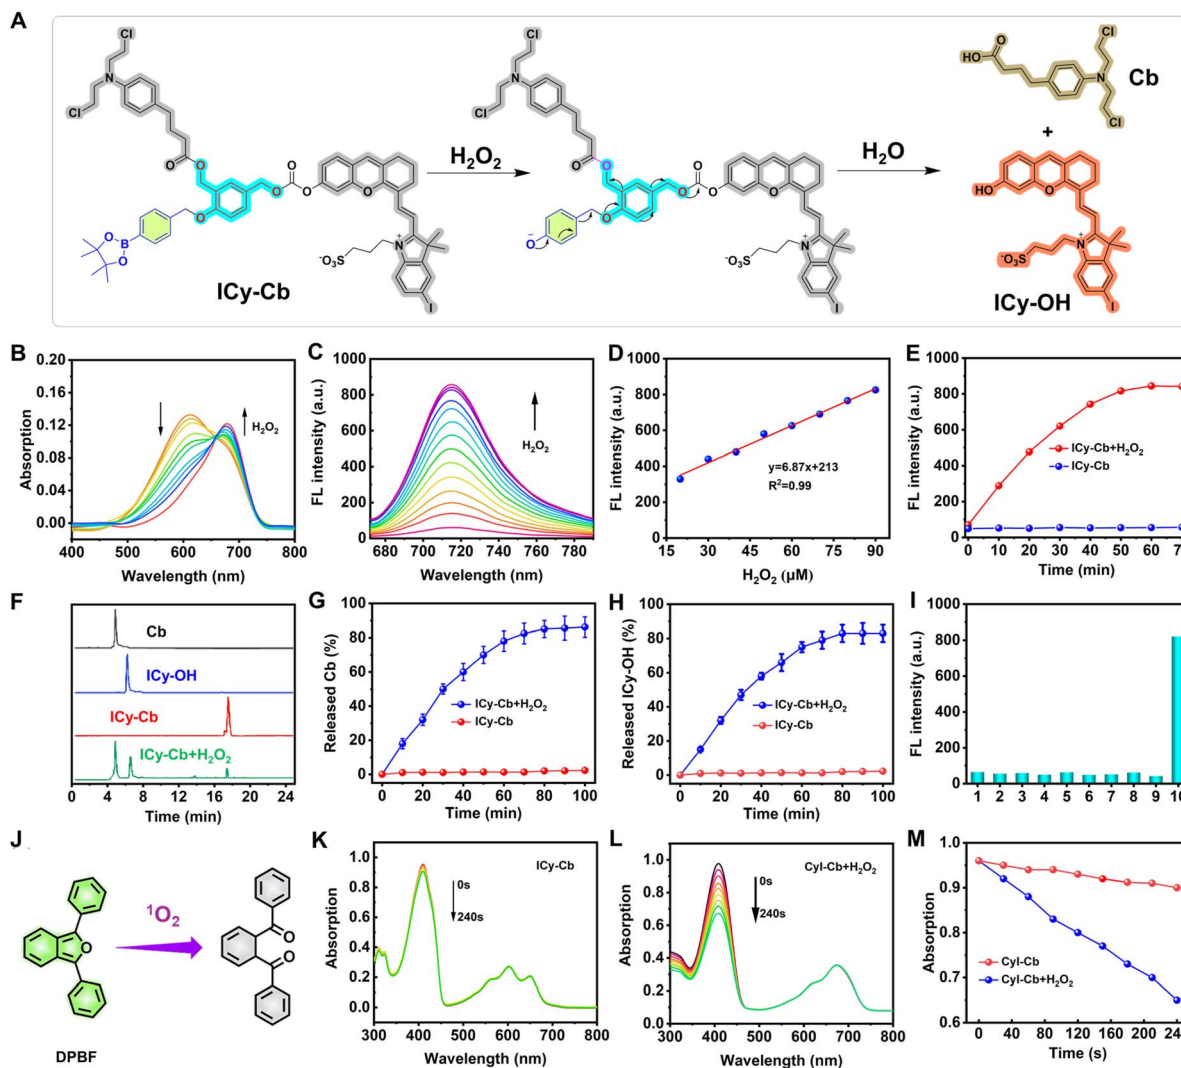 A
Cl
N
Cl
O
O
O
O
O
O
O
B
O
O
-O3S
N+
I
ICy-Cb
H2O2
Cl
N
Cl
O
O
O
O
O
O
O
O-
-O3S
N+
I
H2O
O
HO
Cl
N
Cl
Cb
+
HO
O
-O3S
N+
I
ICy-OH
B
0.20
0.16
0.12
0.08
0.04
0.00
Absorption
H2O2
400 500 600 700 800
Wavelength (nm)
C
1000
800
600
400
200
0
FL intensity (a.u.)
H2O2
680 700 720 740 760 780
Wavelength (nm)
D
1000
800
600
400
200
0
FL intensity (a.u.)
y=6.87x+213
R2=0.99
15 30 45 60 75 90
H2O2 (μM)
E
1000
800
600
400
200
0
FL intensity (a.u.)
ICy-Cb+H2O2
ICy-Cb
0 10 20 30 40 50 60 70
Time (min)
F
Cb
ICy-OH
ICy-Cb
ICy-Cb+H2O2
0 4 8 12 16 20 24
Time (min)
G
100
80
60
40
20
0
Released Cb (%)
ICy-Cb+H2O2
ICy-Cb
0 20 40 60 80 100
Time (min)
H
100
80
60
40
20
0
Released ICy-OH (%)
ICy-Cb+H2O2
ICy-Cb
0 20 40 60 80 100
Time (min)
I
1000
800
600
400
200
0
FL intensity (a.u.)
1 2 3 4 5 6 7 8 9 10
J
O
1O2
O
O
DPBF
K
1.0
0.8
0.6
0.4
0.2
0.0
Absorption
ICy-Cb
0s
240s
300 400 500 600 700 800
Wavelength (nm)
L
1.0
0.8
0.6
0.4
0.2
0.0
Absorption
CyI-Cb+H2O2
0s
240s
300 400 500 600 700 800
Wavelength (nm)
M
1.0
0.9
0.8
0.7
0.6
Absorption
CyI-Cb
CyI-Cb+H2O2
0 40 80 120 160 200 24
Time (s)